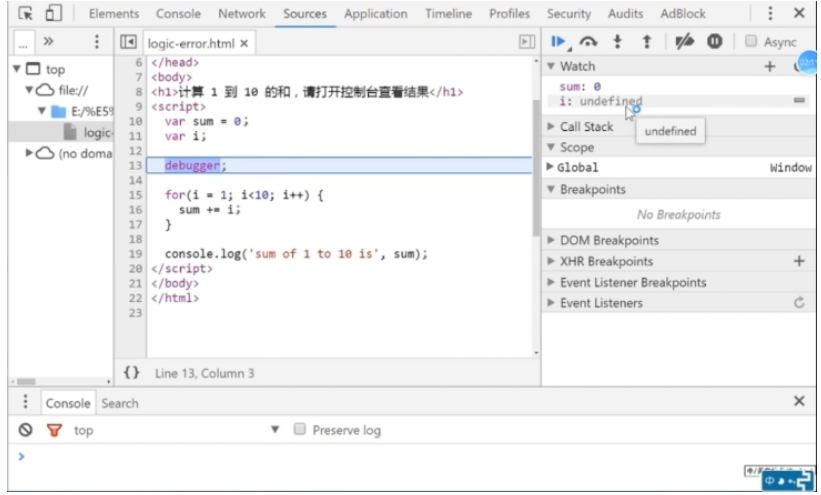 Elements Console Network Sources Application Timeline Profiles Security Audits AdBlock
... » logic-error.html × Async
top
file://
E:/%E5%
logic-
(no doma
6 </head>
7 <body>
8 <h1>计算 1 到 10 的和，请打开控制台查看结果</h1>
9 <script>
10 var sum = 0;
11 var i;
12
13 debugger;
14
15 for(i = 1; i<10; i++) {
16 sum += i;
17 }
18
19 console.log('sum of 1 to 10 is', sum);
20 </script>
21 </body>
22 </html>
23
{} Line 13, Column 3
Watch
sum: 0
i: undefined
undefined
Call Stack
Scope
Global Window
Breakpoints
No Breakpoints
DOM Breakpoints
XHR Breakpoints
Event Listener Breakpoints
Event Listeners
Console Search
top Preserve log
>
中